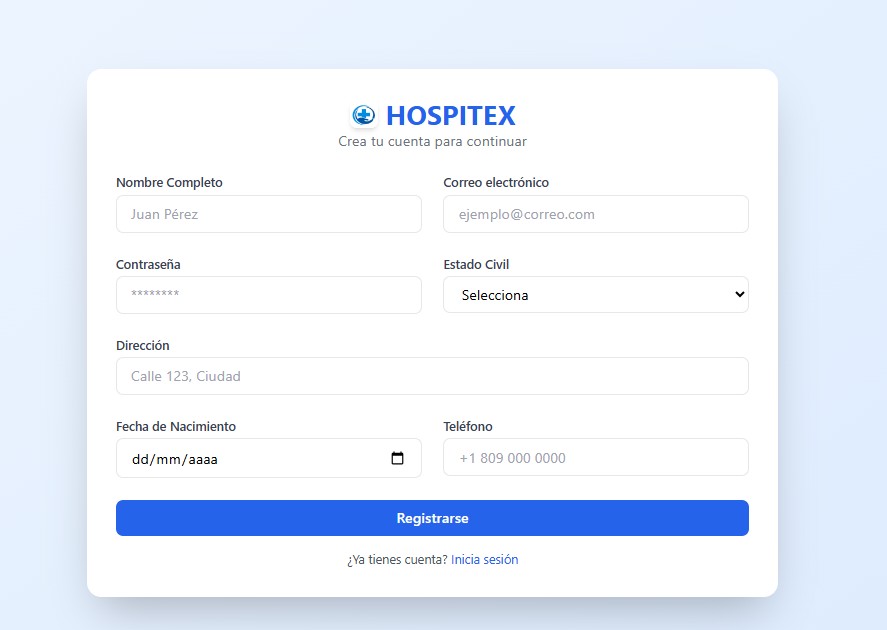 HOSPITEX
Crea tu cuenta para continuar
Nombre Completo
Correo electrónico
Juan Pérez
ejemplo@correo.com
Contraseña
Estado Civil
********
Selecciona
Dirección
Calle 123, Ciudad
Fecha de Nacimiento
Teléfono
dd/mm/aaaa
+1 809 000 0000
Registrarse
¿Ya tienes cuenta? Inicia sesión